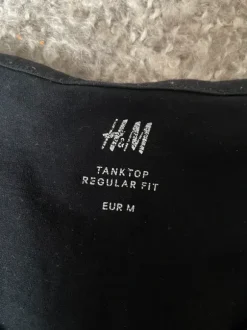 H&M
TANKTOP
REGULAR FIT
EUR M